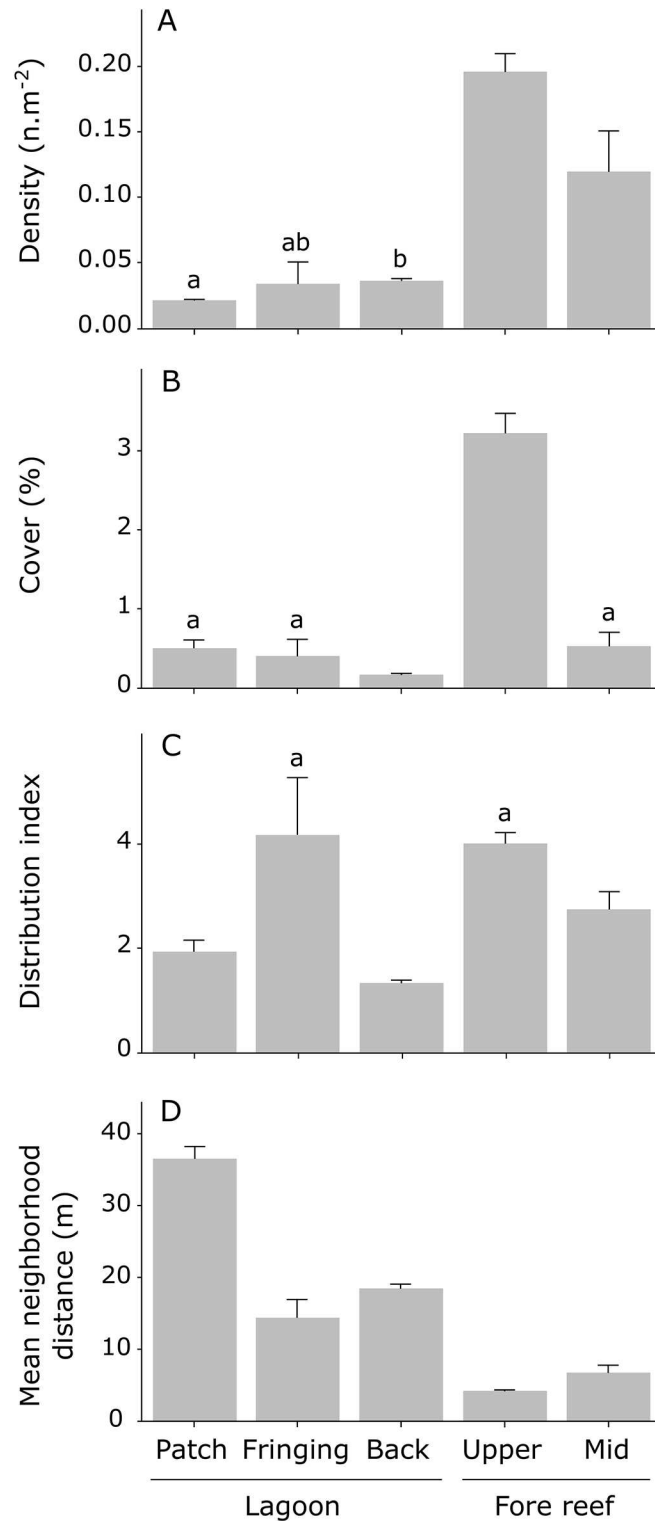 A
Density (n.m-2)
0.20
0.15
0.10
0.05
0.00
a
ab
b
B
Cover (%)
3
2
1
0
a
a
a
C
Distribution index
4
2
0
a
a
D
Mean neighborhood
distance (m)
40
30
20
10
0
Patch Fringing Back Upper Mid
Lagoon Fore reef